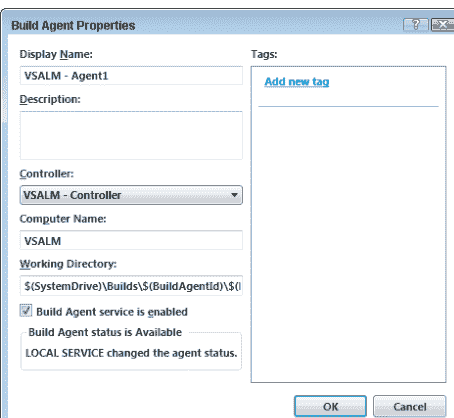 Build Agent Properties
Display Name:
VSALM - Agent1
Description:
Controller:
VSALM - Controller
Computer Name:
VSALM
Working Directory:
$(SystemDrive)\Builds\$(BuildAgentId)\$(
Build Agent service is enabled
Build Agent status is Available
LOCAL SERVICE changed the agent status.
Tags:
Add new tag
OK
Cancel